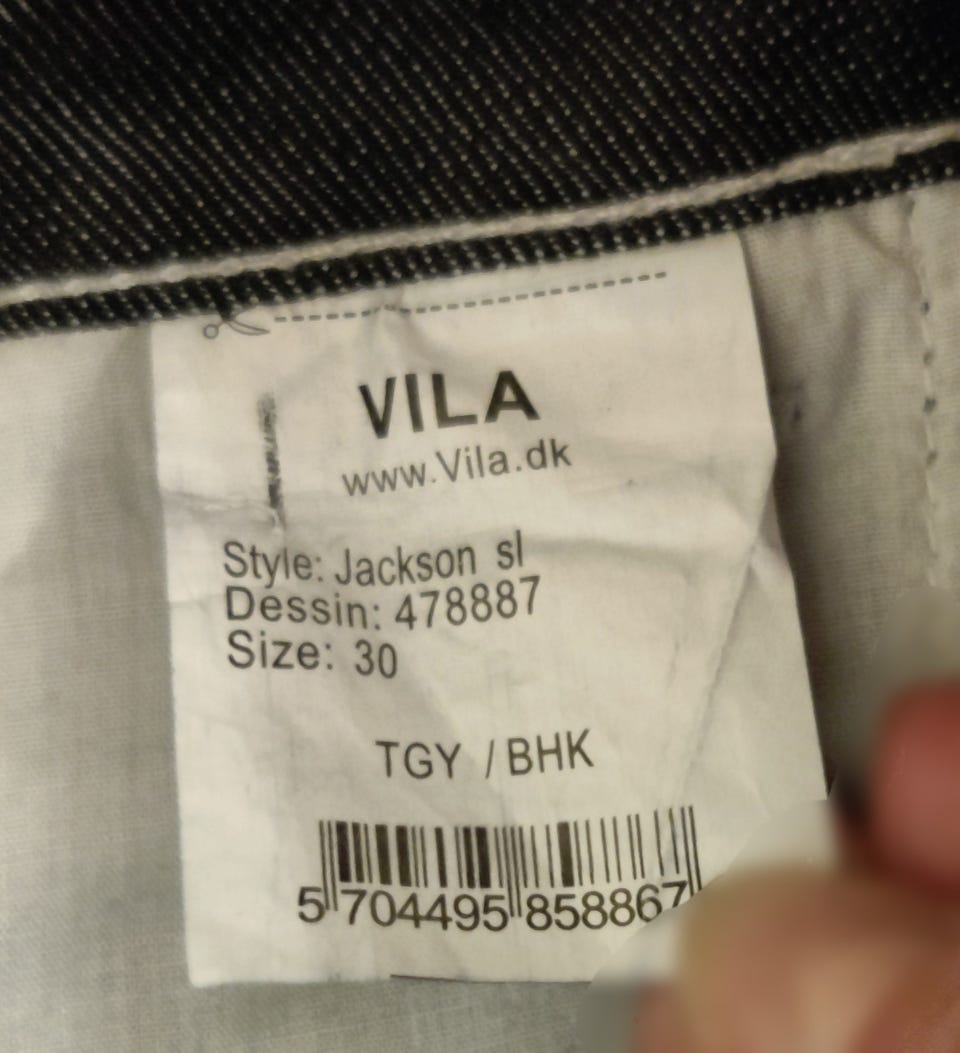 VILA
www.Vila.dk
Style: Jackson sl
Dessin: 478887
Size: 30
TGY / BHK
5 704495 858867